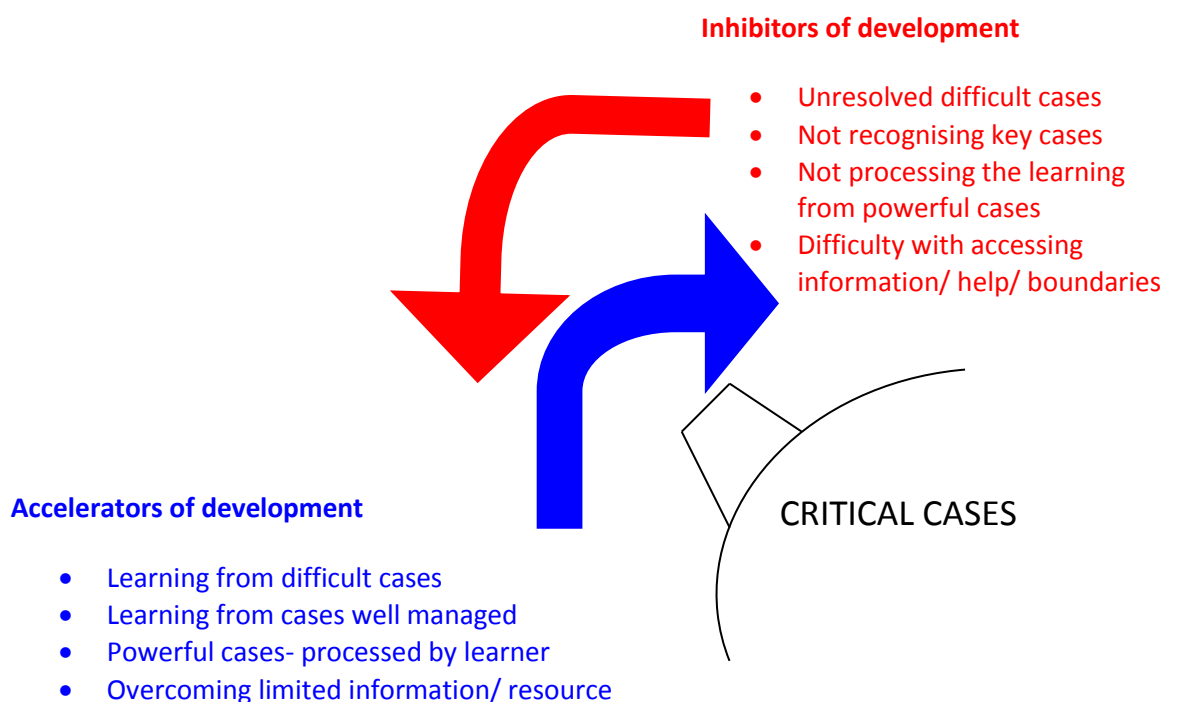 Inhibitors of development
• Unresolved difficult cases
• Not recognising key cases
• Not processing the learning
from powerful cases
• Difficulty with accessing
information/ help/ boundaries
CRITICAL CASES
Accelerators of development
• Learning from difficult cases
• Learning from cases well managed
• Powerful cases- processed by learner
• Overcoming limited information/ resource